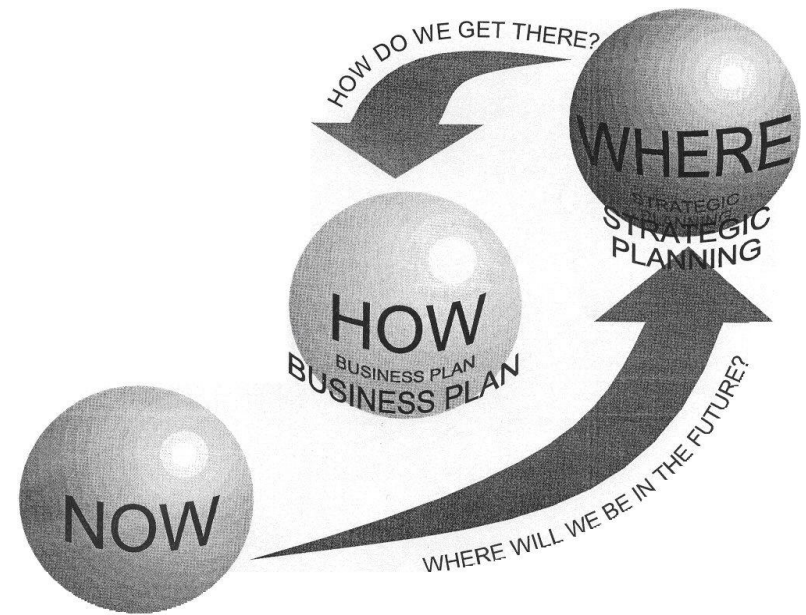 HOW DO WE GET THERE?
WHERE
STRATEGIC
PLANNING
STRATEGIC
PLANNING
HOW
BUSINESS PLAN
BUSINESS PLAN
NOW
WHERE WILL WE BE IN THE FUTURE?